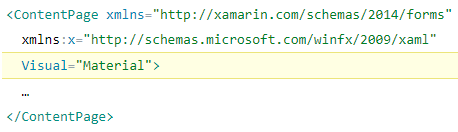 <ContentPage xmlns="http://xamarin.com/schemas/2014/forms"
xmlns:x="http://schemas.microsoft.com/winfx/2009/xaml"
Visual="Material">
…
</ContentPage>